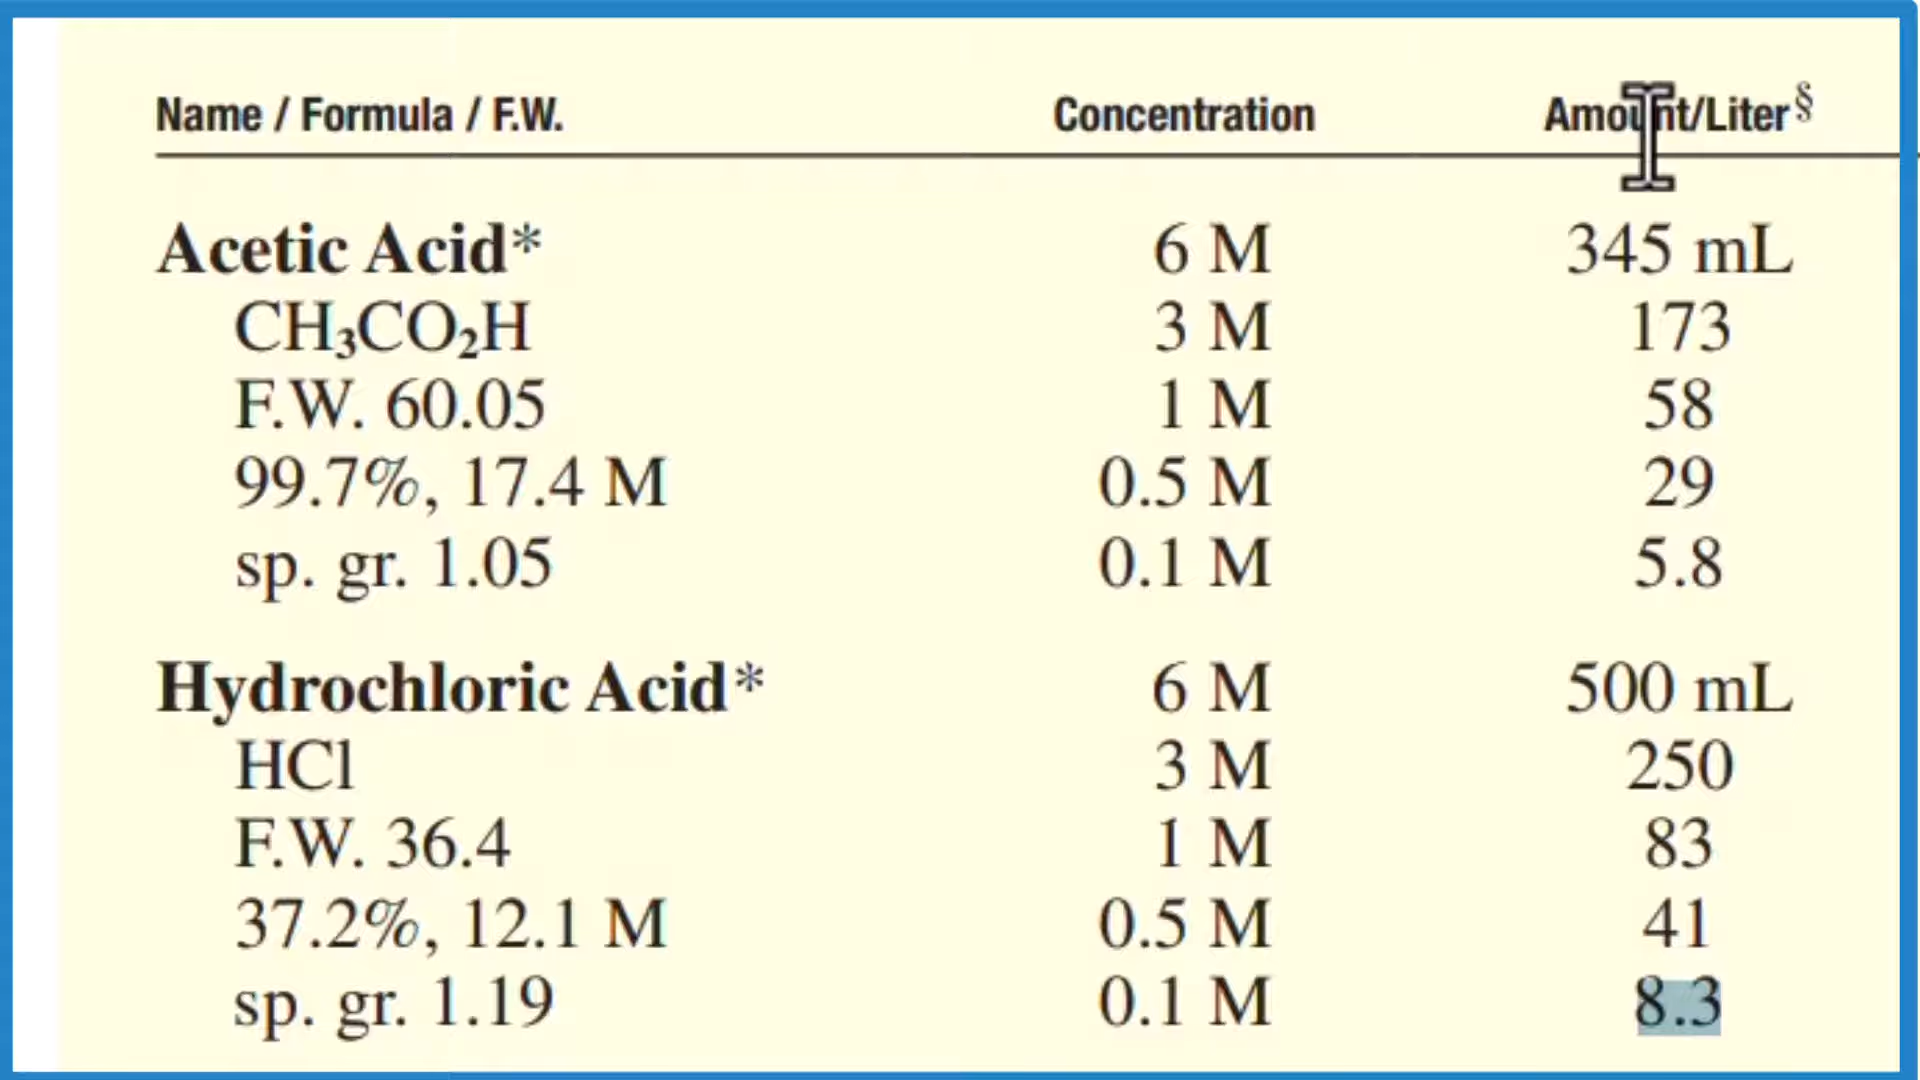 Name / Formula / F.W. Concentration Amount/Liter§
Acetic Acid* 6 M 345 mL
CH₃CO₂H 3 M 173
F.W. 60.05 1 M 58
99.7%, 17.4 M 0.5 M 29
sp. gr. 1.05 0.1 M 5.8
Hydrochloric Acid* 6 M 500 mL
HCl 3 M 250
F.W. 36.4 1 M 83
37.2%, 12.1 M 0.5 M 41
sp. gr. 1.19 0.1 M 8.3